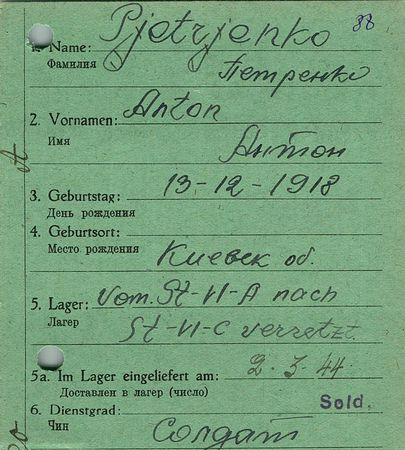 88
Pjetrjenko
1. Name:
Фамилия
Петренко
Anton
2. Vornamen:
Имя
Антон
3. Geburtstag: 13-12-1918
День рождения
4. Geburtsort:
Место рождения
Киевск об.
5. Lager: vom. St-VI-A nach
Лагерь
St-VI-C versetzt.
5a. Im Lager eingeliefert am: 2.3.44.
Доставлен в лагер (число)
6. Dienstgrad: Sold.
Чин
Солдат